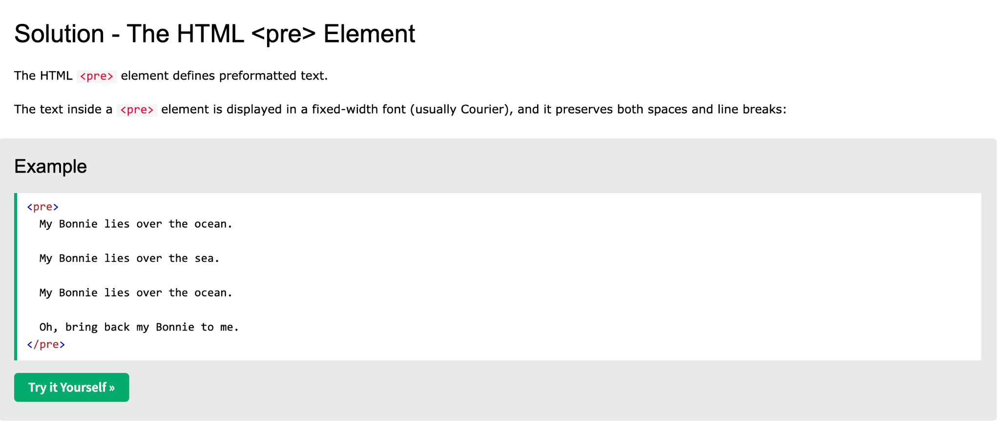 Solution - The HTML <pre> Element
The HTML <pre> element defines preformatted text.
The text inside a <pre> element is displayed in a fixed-width font (usually Courier), and it preserves both spaces and line breaks:
Example
<pre>
  My Bonnie lies over the ocean.
  My Bonnie lies over the sea.
  My Bonnie lies over the ocean.
  Oh, bring back my Bonnie to me.
</pre>
Try it Yourself »